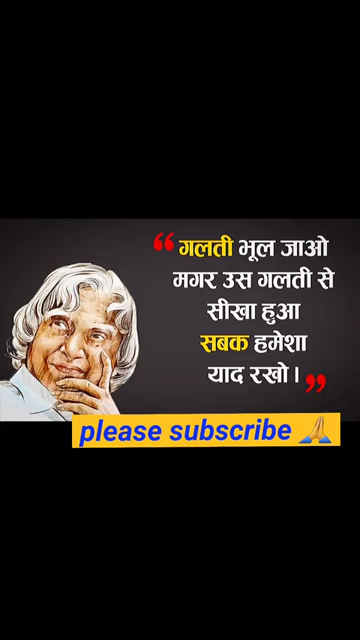 “ गलती भूल जाओ
मगर उस गलती से
सीखा हुआ
सबक हमेशा
याद रखो। ”
please subscribe 🙏